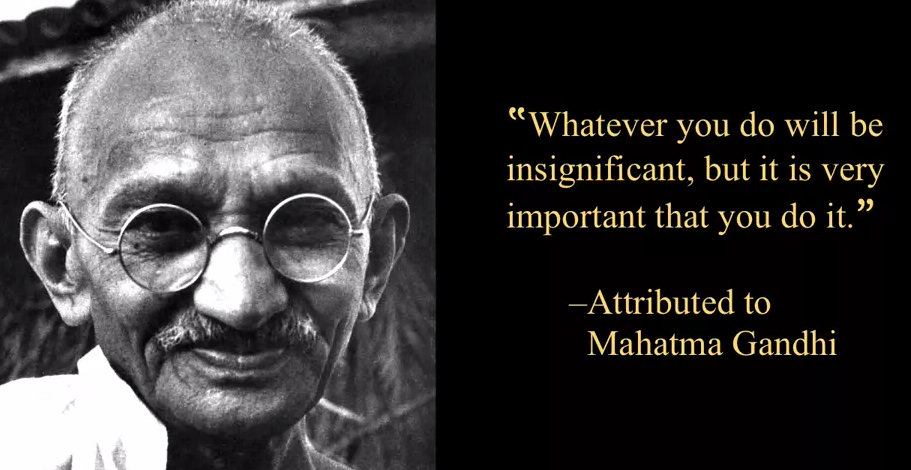 “Whatever you do will be
insignificant, but it is very
important that you do it.”
–Attributed to
Mahatma Gandhi